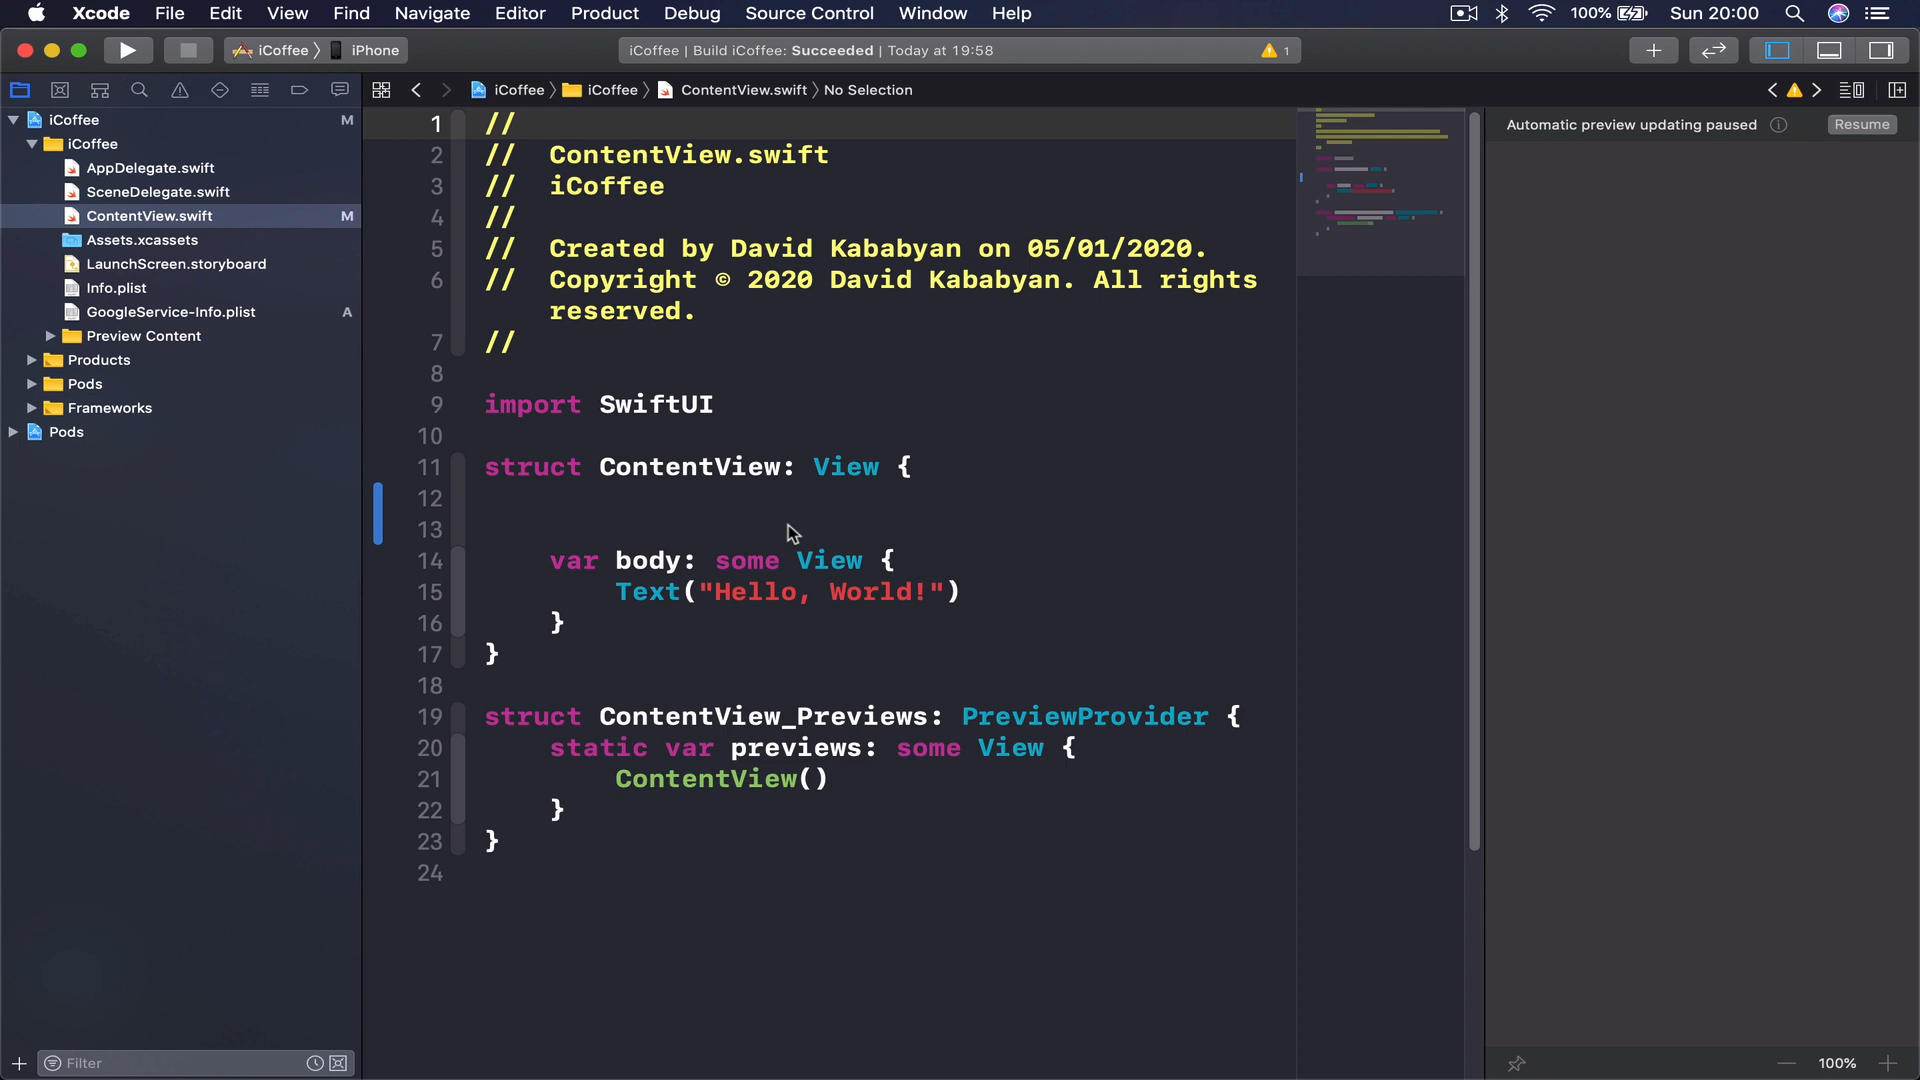 Xcode File Edit View Find Navigate Editor Product Debug Source Control Window Help 100% Sun 20:00
iCoffee iPhone iCoffee | Build iCoffee: Succeeded | Today at 19:58 1
iCoffee iCoffee ContentView.swift No Selection
iCoffee M
iCoffee
AppDelegate.swift
SceneDelegate.swift
ContentView.swift M
Assets.xcassets
LaunchScreen.storyboard
Info.plist
GoogleService-Info.plist A
Preview Content
Products
Pods
Frameworks
Pods
Filter
1 //
2 // ContentView.swift
3 // iCoffee
4 //
5 // Created by David Kababyan on 05/01/2020.
6 // Copyright © 2020 David Kababyan. All rights
reserved.
7 //
8
9 import SwiftUI
10
11 struct ContentView: View {
12
13
14 var body: some View {
15 Text("Hello, World!")
16 }
17 }
18
19 struct ContentView_Previews: PreviewProvider {
20 static var previews: some View {
21 ContentView()
22 }
23 }
24
Automatic preview updating paused Resume
100%